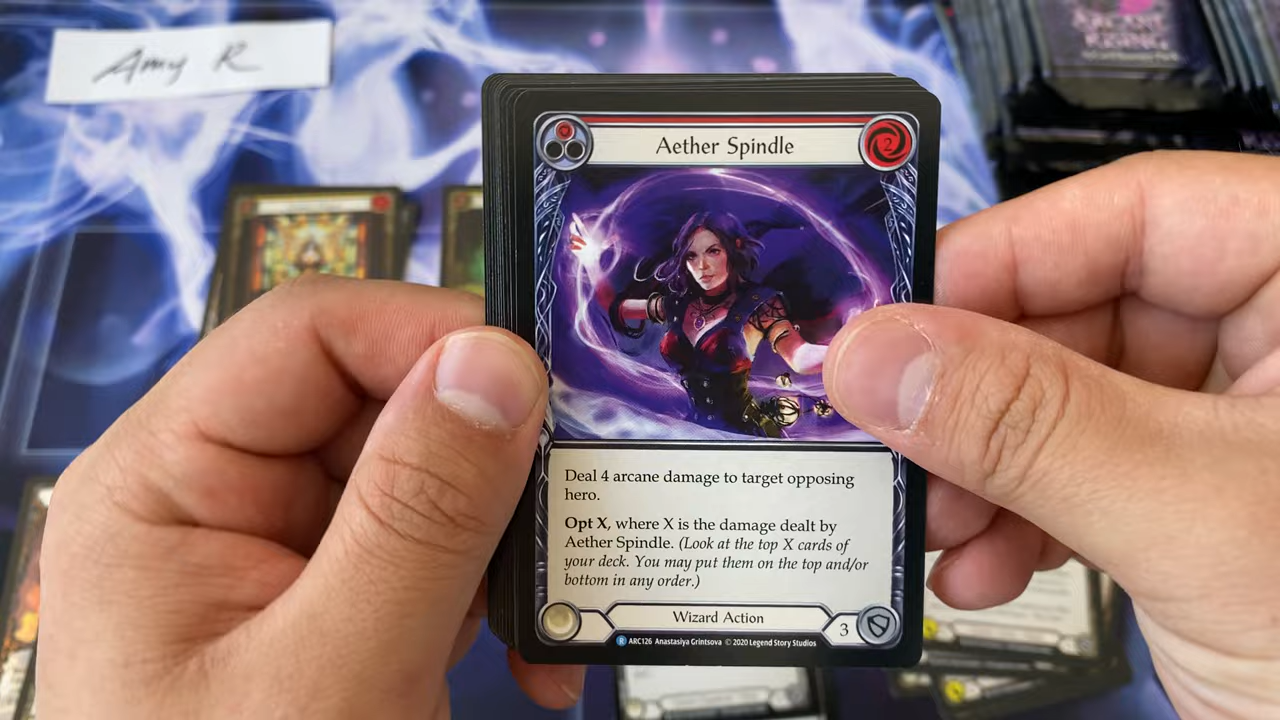 Amy R
ARCANE
RISING
Aether Spindle
2
Deal 4 arcane damage to target opposing
hero.
Opt X, where X is the damage dealt by
Aether Spindle. (Look at the top X cards of
your deck. You may put them on the top and/or
bottom in any order.)
Wizard Action
3
R ARC126 Anastasiya Grintsova © 2020 Legend Story Studios